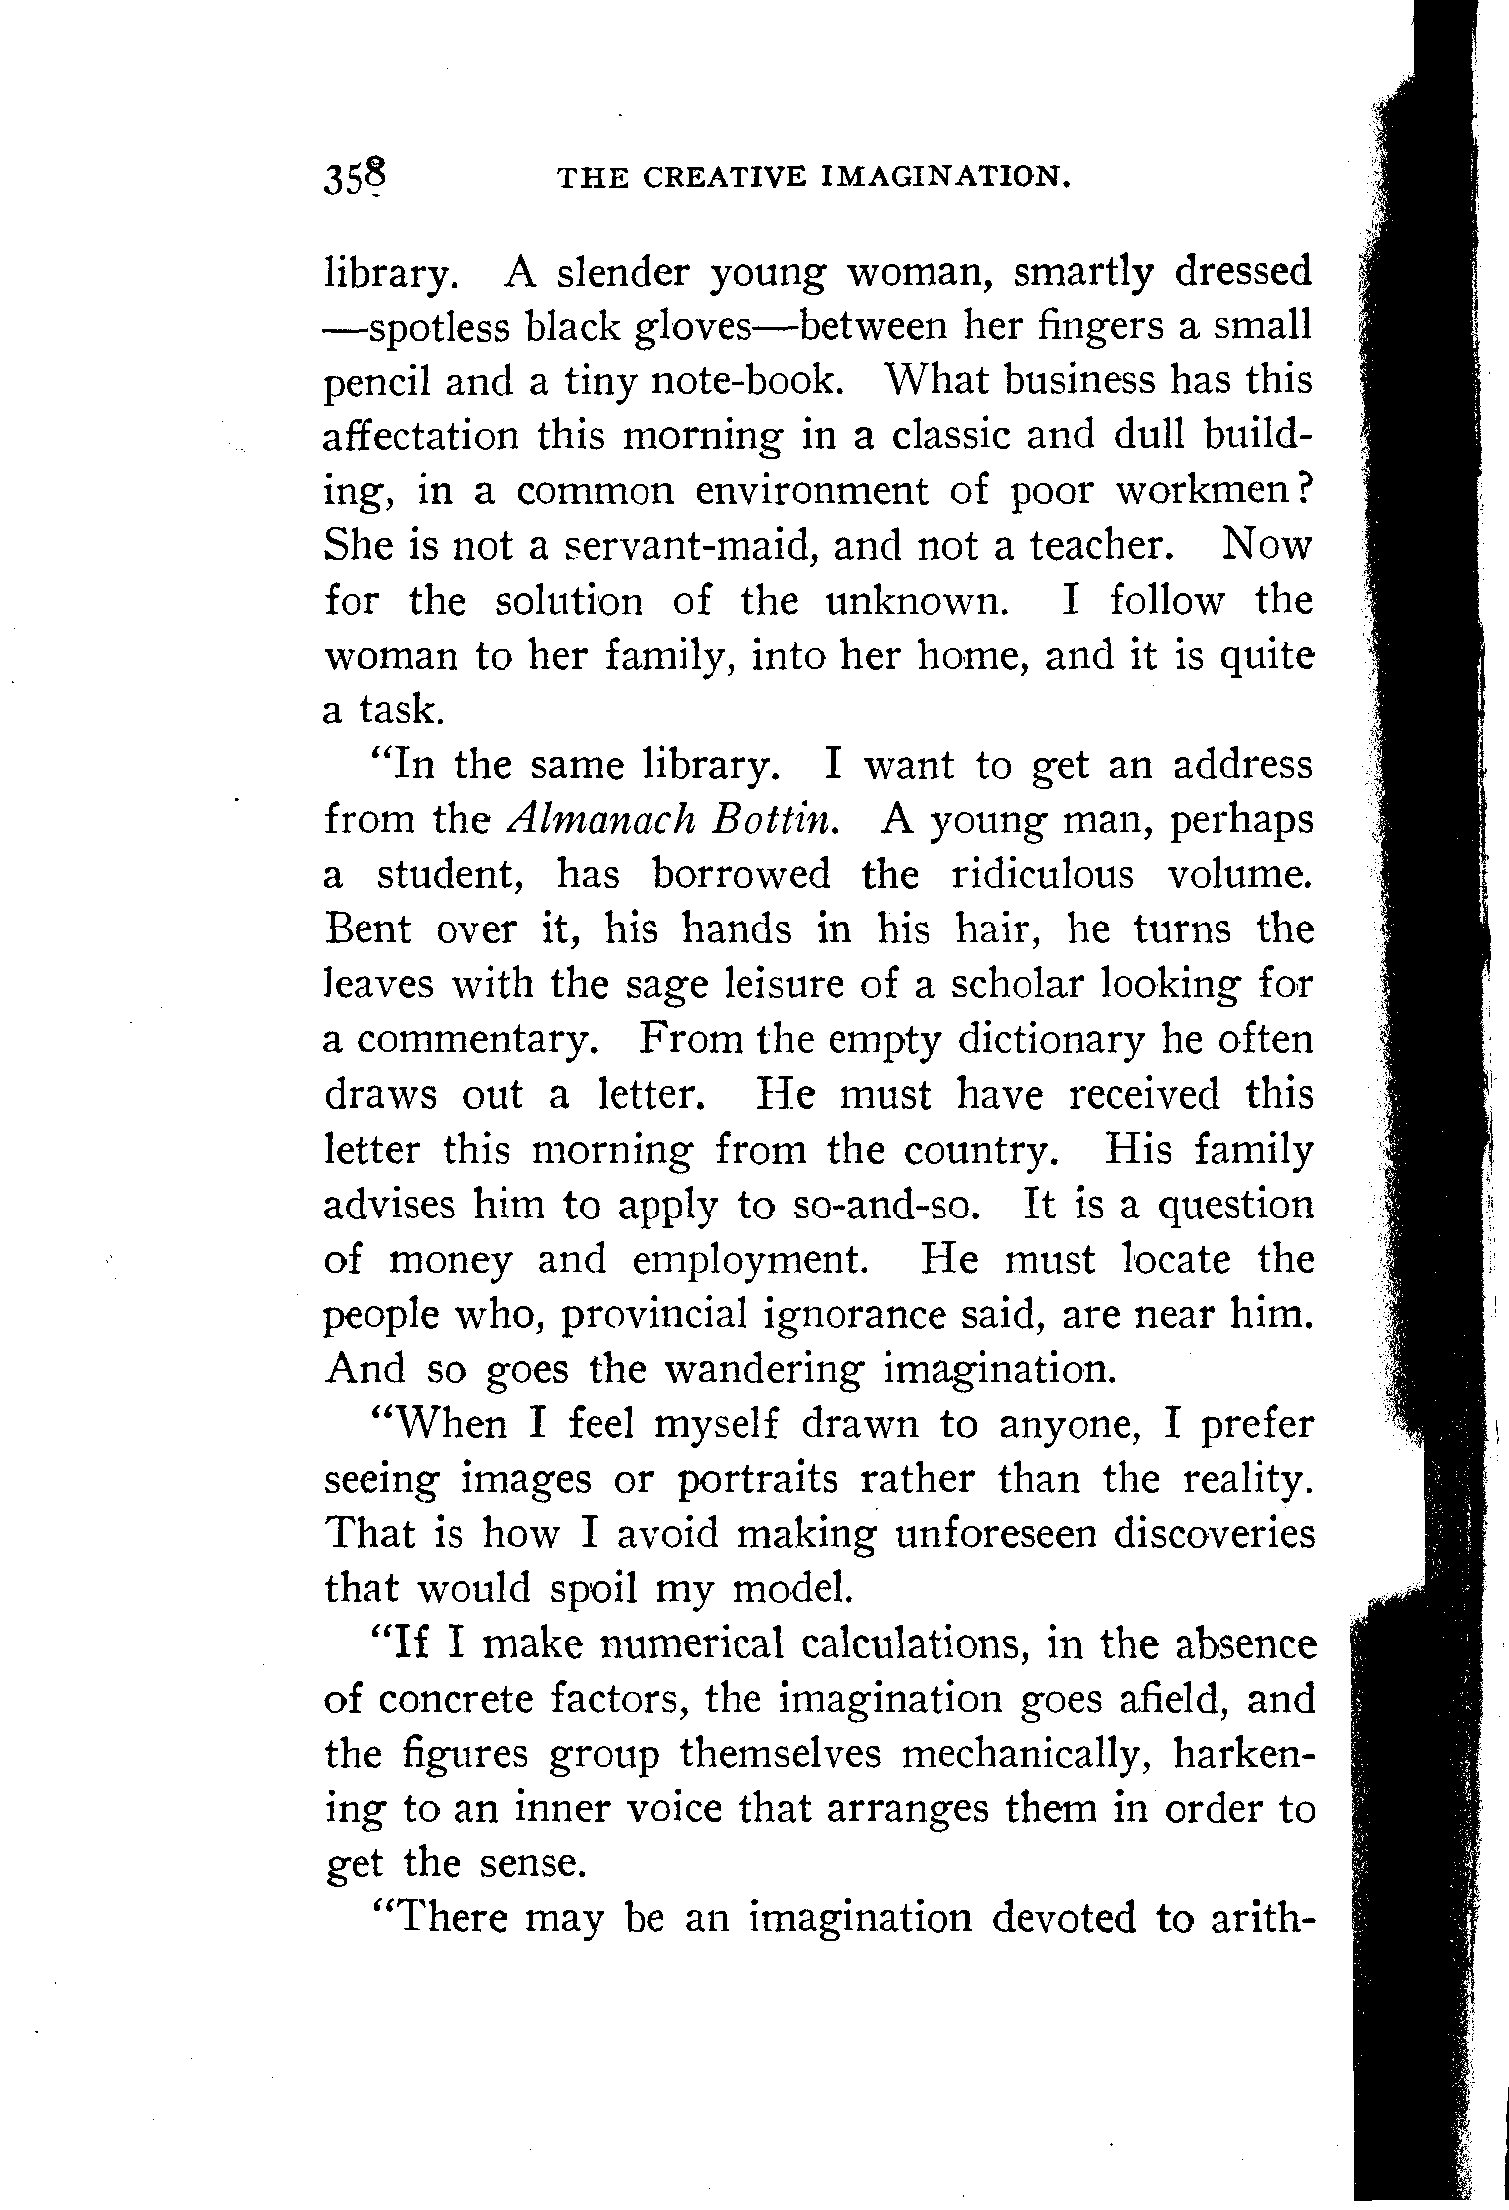 358 THE CREATIVE IMAGINATION.
library. A slender young woman, smartly dressed
—spotless black gloves—between her fingers a small
pencil and a tiny note-book. What business has this
affectation this morning in a classic and dull build-
ing, in a common environment of poor workmen?
She is not a servant-maid, and not a teacher. Now
for the solution of the unknown. I follow the
woman to her family, into her home, and it is quite
a task.
"In the same library. I want to get an address
from the Almanach Bottin. A young man, perhaps
a student, has borrowed the ridiculous volume.
Bent over it, his hands in his hair, he turns the
leaves with the sage leisure of a scholar looking for
a commentary. From the empty dictionary he often
draws out a letter. He must have received this
letter this morning from the country. His family
advises him to apply to so-and-so. It is a question
of money and employment. He must locate the
people who, provincial ignorance said, are near him.
And so goes the wandering imagination.
"When I feel myself drawn to anyone, I prefer
seeing images or portraits rather than the reality.
That is how I avoid making unforeseen discoveries
that would spoil my model.
"If I make numerical calculations, in the absence
of concrete factors, the imagination goes afield, and
the figures group themselves mechanically, harken-
ing to an inner voice that arranges them in order to
get the sense.
"There may be an imagination devoted to arith-